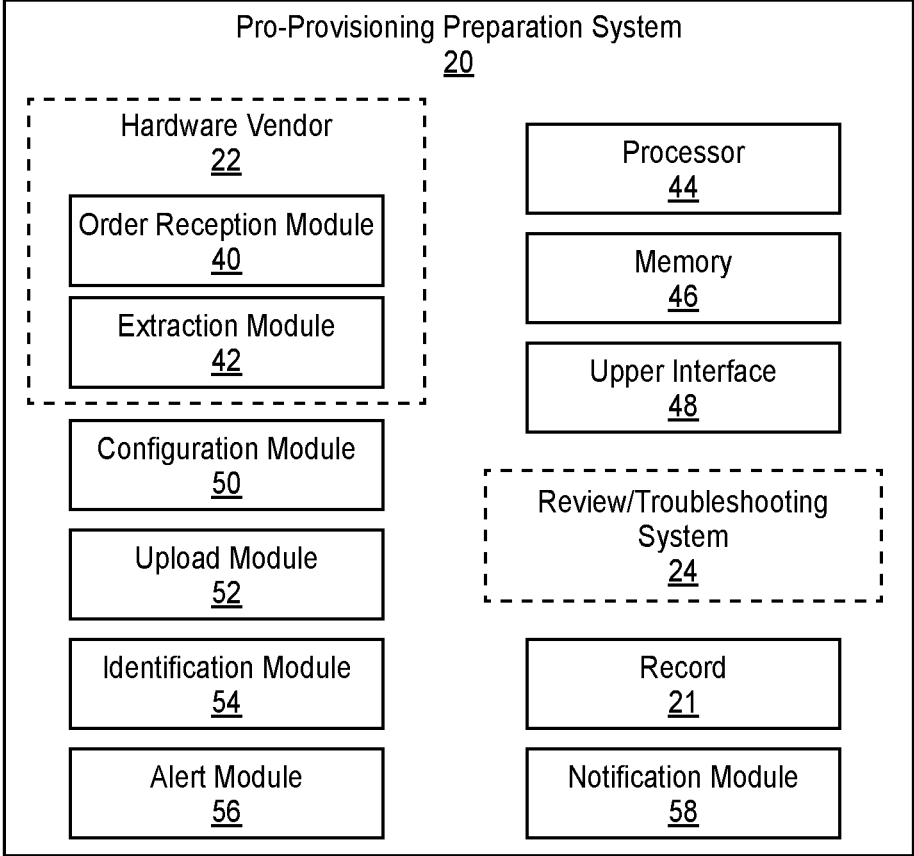 Pro-Provisioning Preparation System
20
Hardware Vendor
22
Order Reception Module
40
Extraction Module
42
Configuration Module
50
Upload Module
52
Identification Module
54
Alert Module
56
Processor
44
Memory
46
Upper Interface
48
Review/Troubleshooting
System
24
Record
21
Notification Module
58